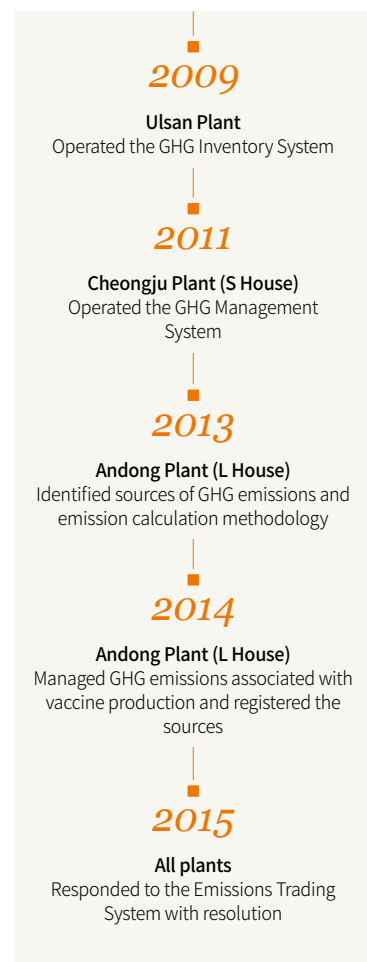 2009
Ulsan Plant
Operated the GHG Inventory System
2011
Cheongju Plant (S House)
Operated the GHG Management
System
2013
Andong Plant (L House)
Identified sources of GHG emissions and
emission calculation methodology
2014
Andong Plant (L House)
Managed GHG emissions associated with
vaccine production and registered the
sources
2015
All plants
Responded to the Emissions Trading
System with resolution